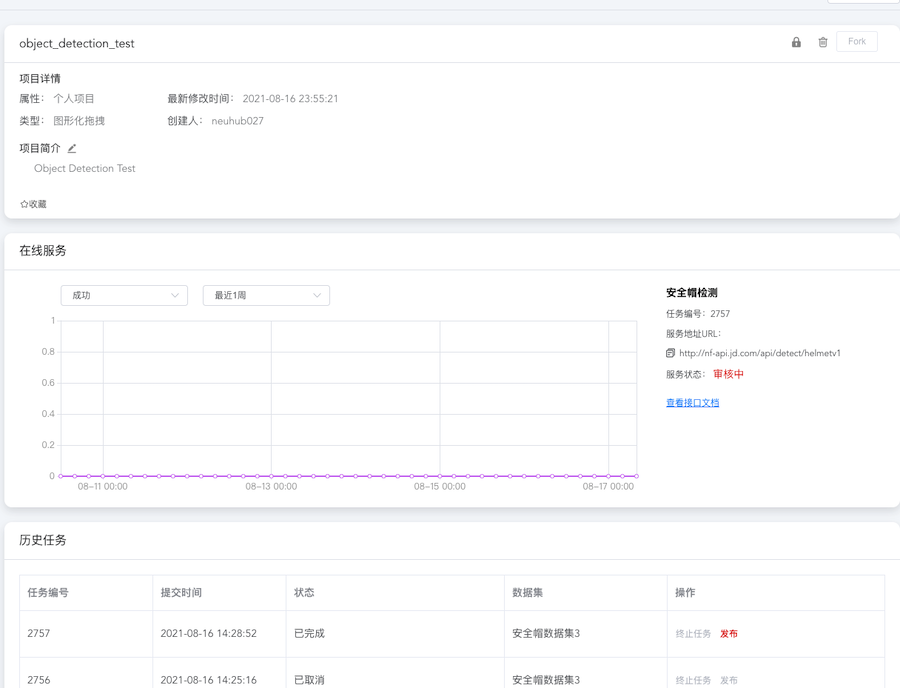 object_detection_test
Fork
项目详情
属性： 个人项目 最新修改时间： 2021-08-16 23:55:21
类型： 图形化拖拽 创建人： neuhub027
项目简介
Object Detection Test
☆收藏
在线服务
成功 最近1周
1
0.8
0.6
0.4
0.2
0
08-11 00:00 08-13 00:00 08-15 00:00 08-17 00:00
安全帽检测
任务编号：2757
服务地址URL：
http://nf-api.jd.com/api/detect/helmetv1
服务状态： 审核中
查看接口文档
历史任务
任务编号 提交时间 状态 数据集 操作
2757 2021-08-16 14:28:52 已完成 安全帽数据集3 终止任务 发布
2756 2021-08-16 14:25:16 已取消 安全帽数据集3 终止任务 发布